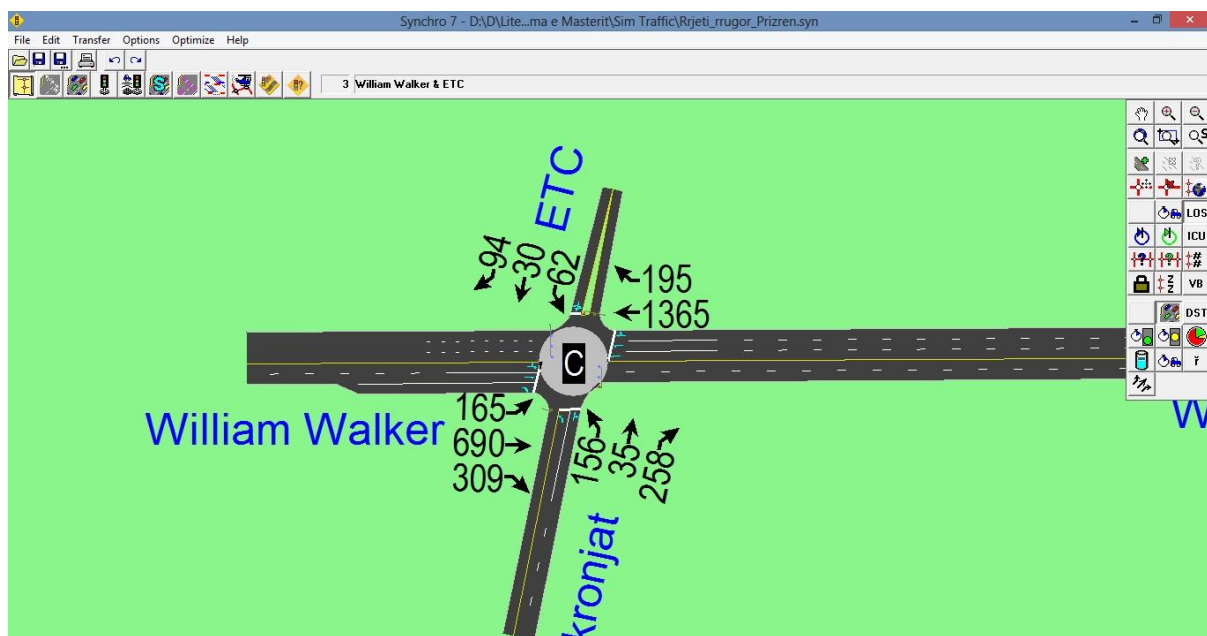 Synchro 7 - D:\D\Lite...ma e Masterit\Sim Traffic\Rrjeti_rrugor_Prizren.syn
File Edit Transfer Options Optimize Help
3 William Walker & ETC
LOS
ICU
#
#
Z
Z
VB
DST
ETC
94
30
62
195
1365
C
William Walker
165
690
309
156
35
258
kronjat
W